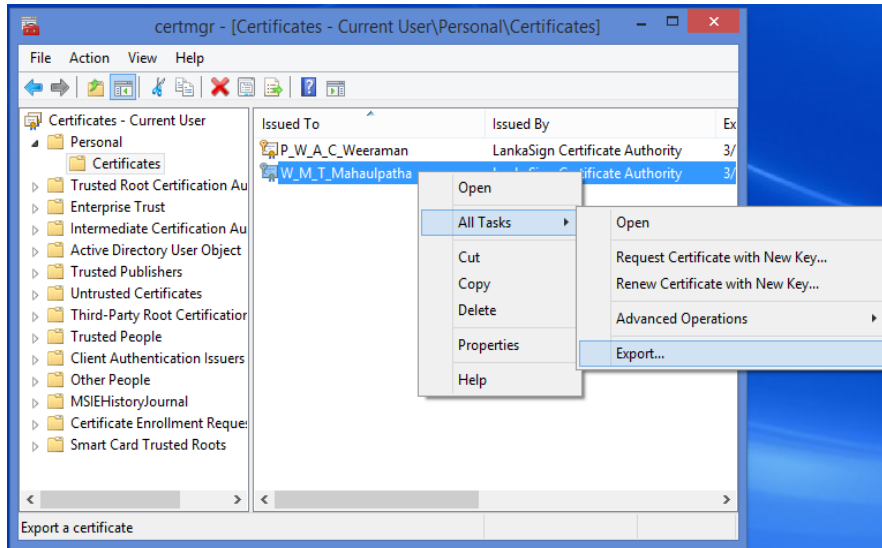 certmgr - [Certificates - Current User\Personal\Certificates]
File Action View Help
Certificates - Current User
Personal
Certificates
Trusted Root Certification Au
Enterprise Trust
Intermediate Certification Au
Active Directory User Object
Trusted Publishers
Untrusted Certificates
Third-Party Root Certification
Trusted People
Client Authentication Issuers
Other People
MSIEHistoryJournal
Certificate Enrollment Reque
Smart Card Trusted Roots
Issued To Issued By Ex
P_W_A_C_Weeraman LankaSign Certificate Authority 3/
W_M_T_Mahaulpatha LankaSign Certificate Authority 3/
Open
All Tasks
Cut
Copy
Delete
Properties
Help
Open
Request Certificate with New Key...
Renew Certificate with New Key...
Advanced Operations
Export...
Export a certificate